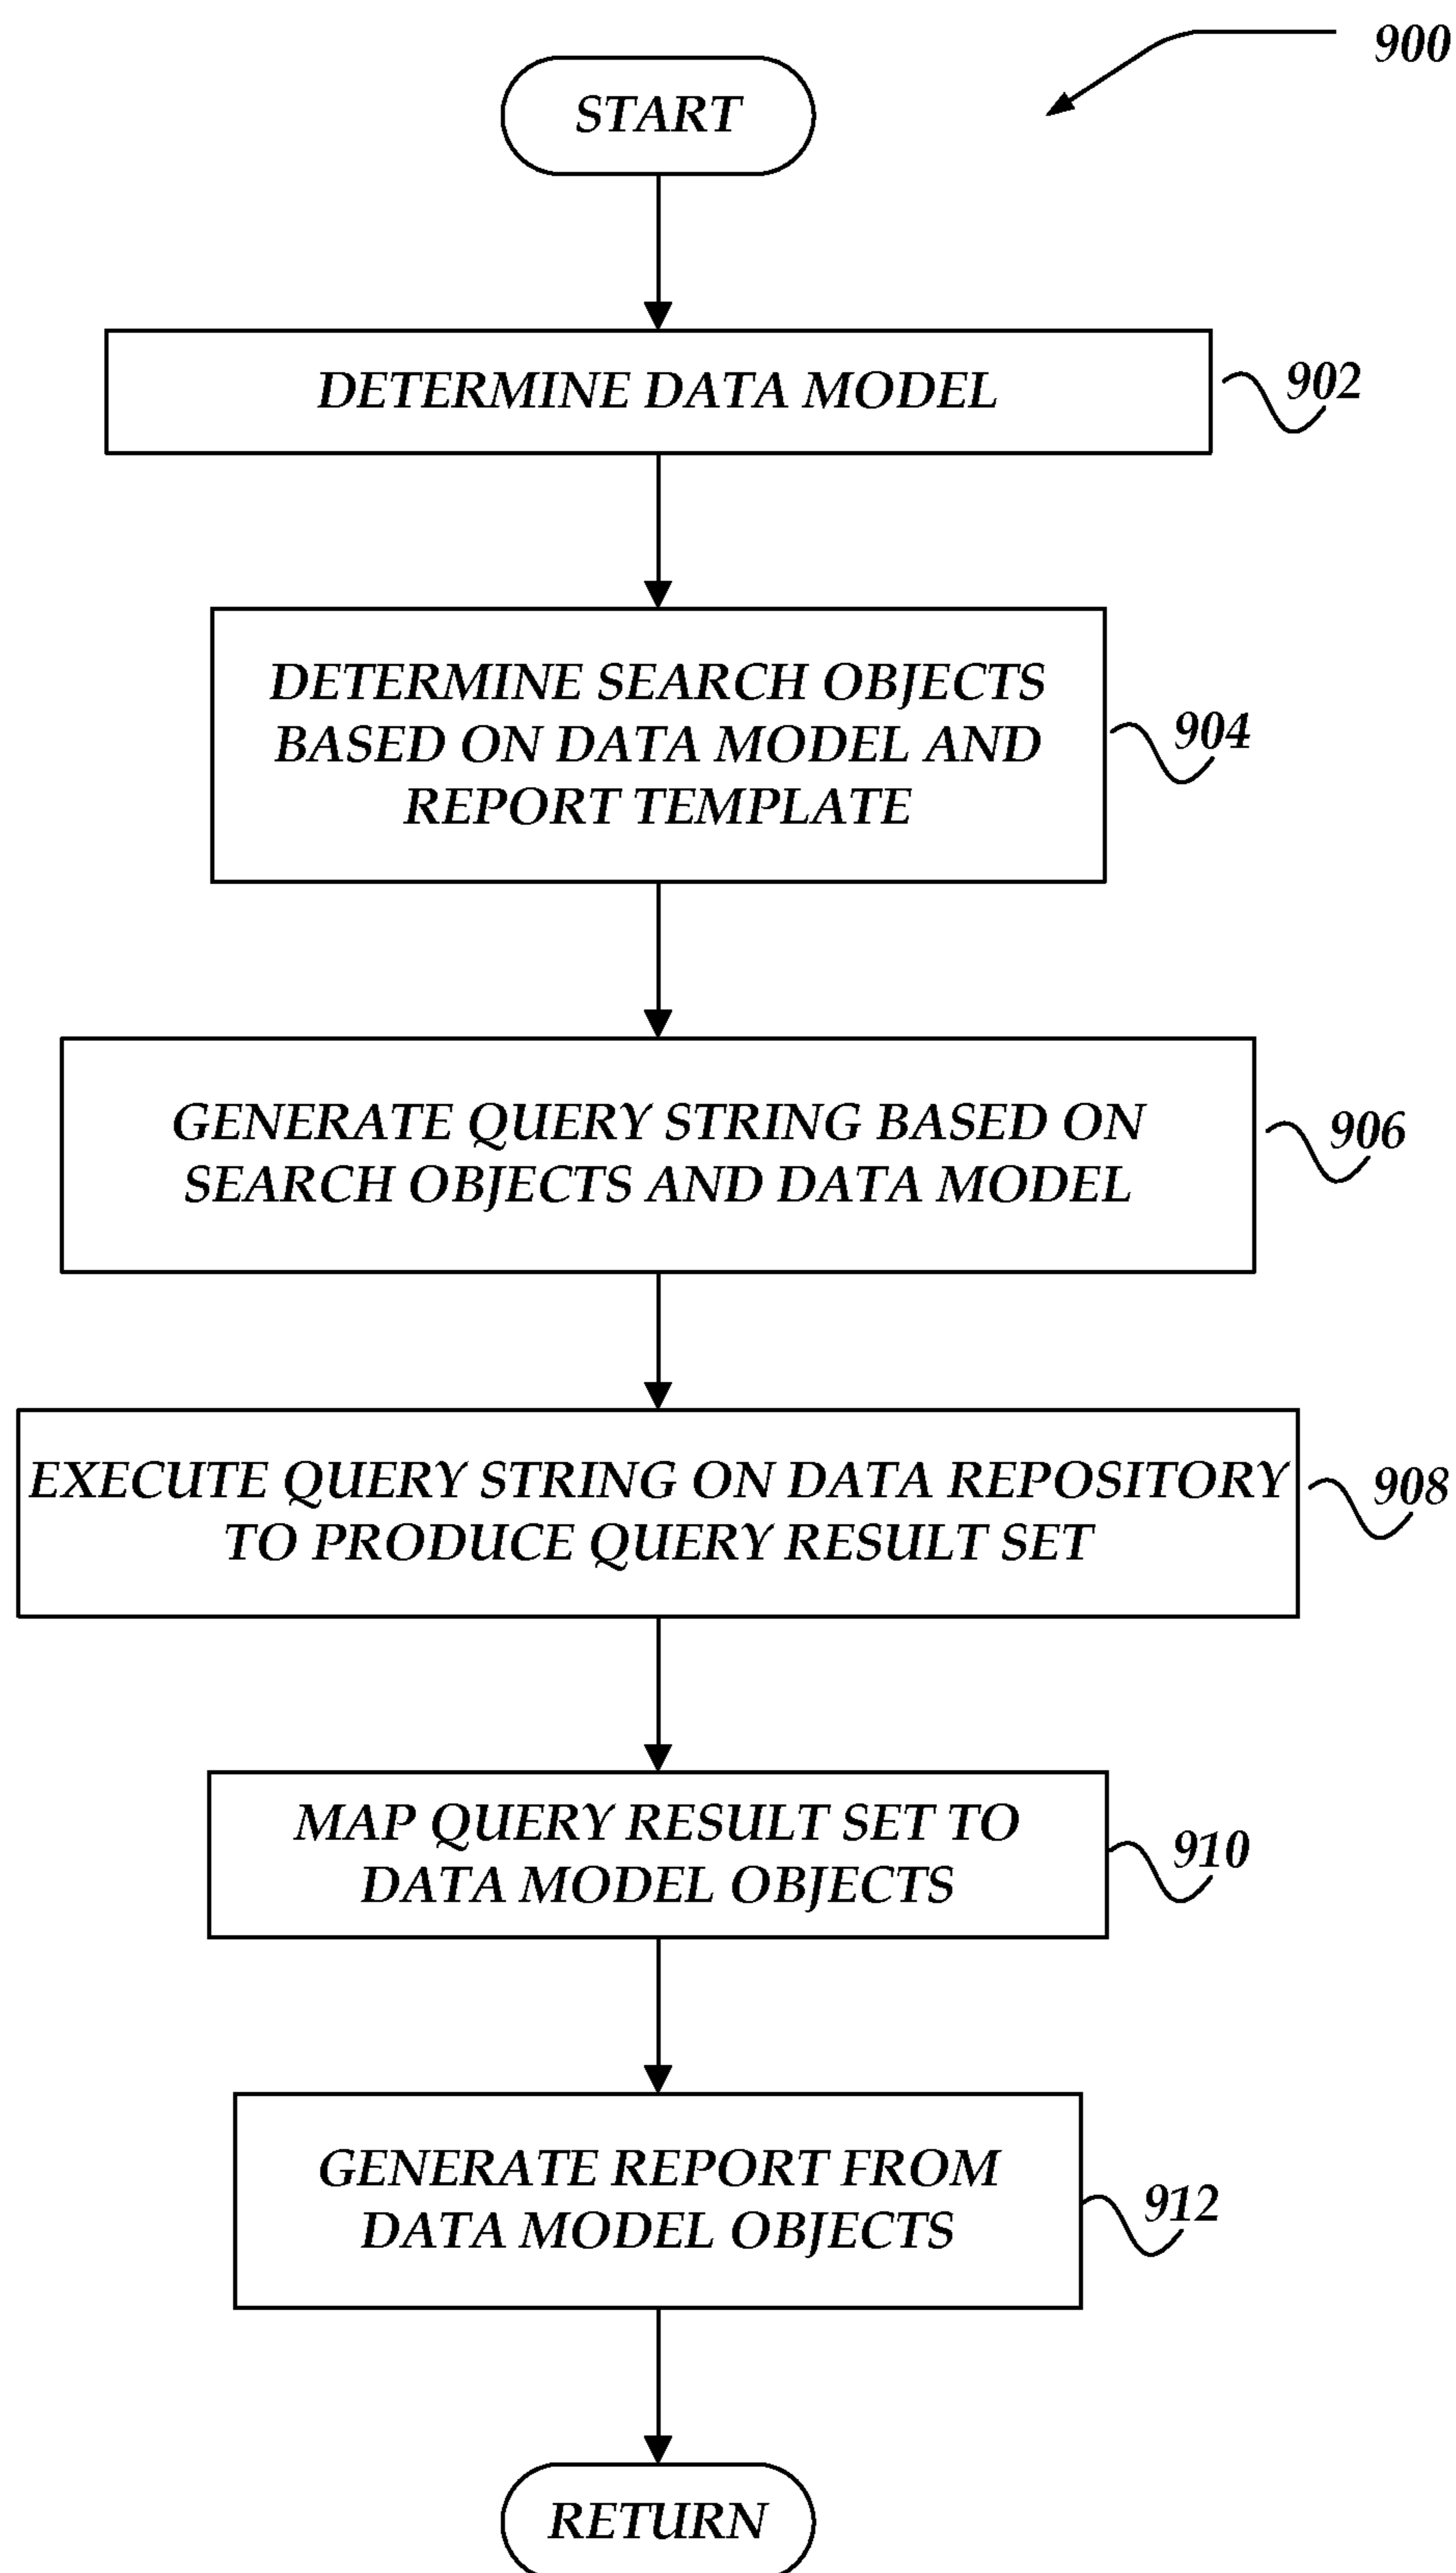 900
START
DETERMINE DATA MODEL
902
DETERMINE SEARCH OBJECTS
BASED ON DATA MODEL AND
REPORT TEMPLATE
904
GENERATE QUERY STRING BASED ON
SEARCH OBJECTS AND DATA MODEL
906
EXECUTE QUERY STRING ON DATA REPOSITORY
TO PRODUCE QUERY RESULT SET
908
MAP QUERY RESULT SET TO
DATA MODEL OBJECTS
910
GENERATE REPORT FROM
DATA MODEL OBJECTS
912
RETURN